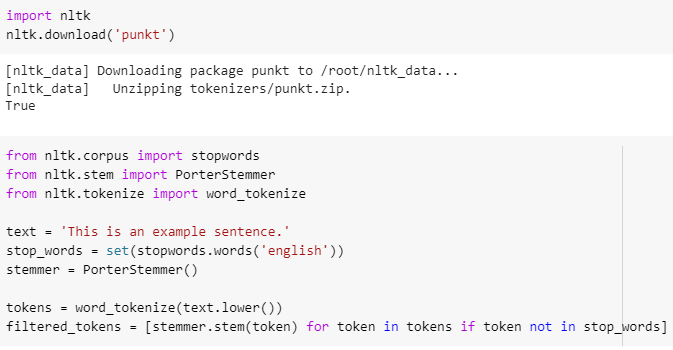 import nltk
nltk.download('punkt')
[nltk_data] Downloading package punkt to /root/nltk_data...
[nltk_data]   Unzipping tokenizers/punkt.zip.
True
from nltk.corpus import stopwords
from nltk.stem import PorterStemmer
from nltk.tokenize import word_tokenize
text = 'This is an example sentence.'
stop_words = set(stopwords.words('english'))
stemmer = PorterStemmer()
tokens = word_tokenize(text.lower())
filtered_tokens = [stemmer.stem(token) for token in tokens if token not in stop_words]